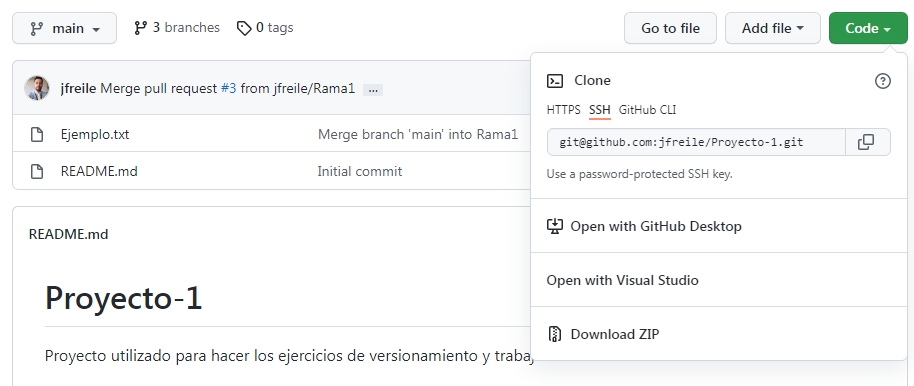 main 3 branches 0 tags Go to file Add file Code
jfreile Merge pull request #3 from jfreile/Rama1 ...
Ejemplo.txt Merge branch 'main' into Rama1
README.md Initial commit
Clone
HTTPS SSH GitHub CLI
git@github.com:jfreile/Proyecto-1.git
Use a password-protected SSH key.
Open with GitHub Desktop
Open with Visual Studio
Download ZIP
README.md
Proyecto-1
Proyecto utilizado para hacer los ejercicios de versionamiento y trabaj